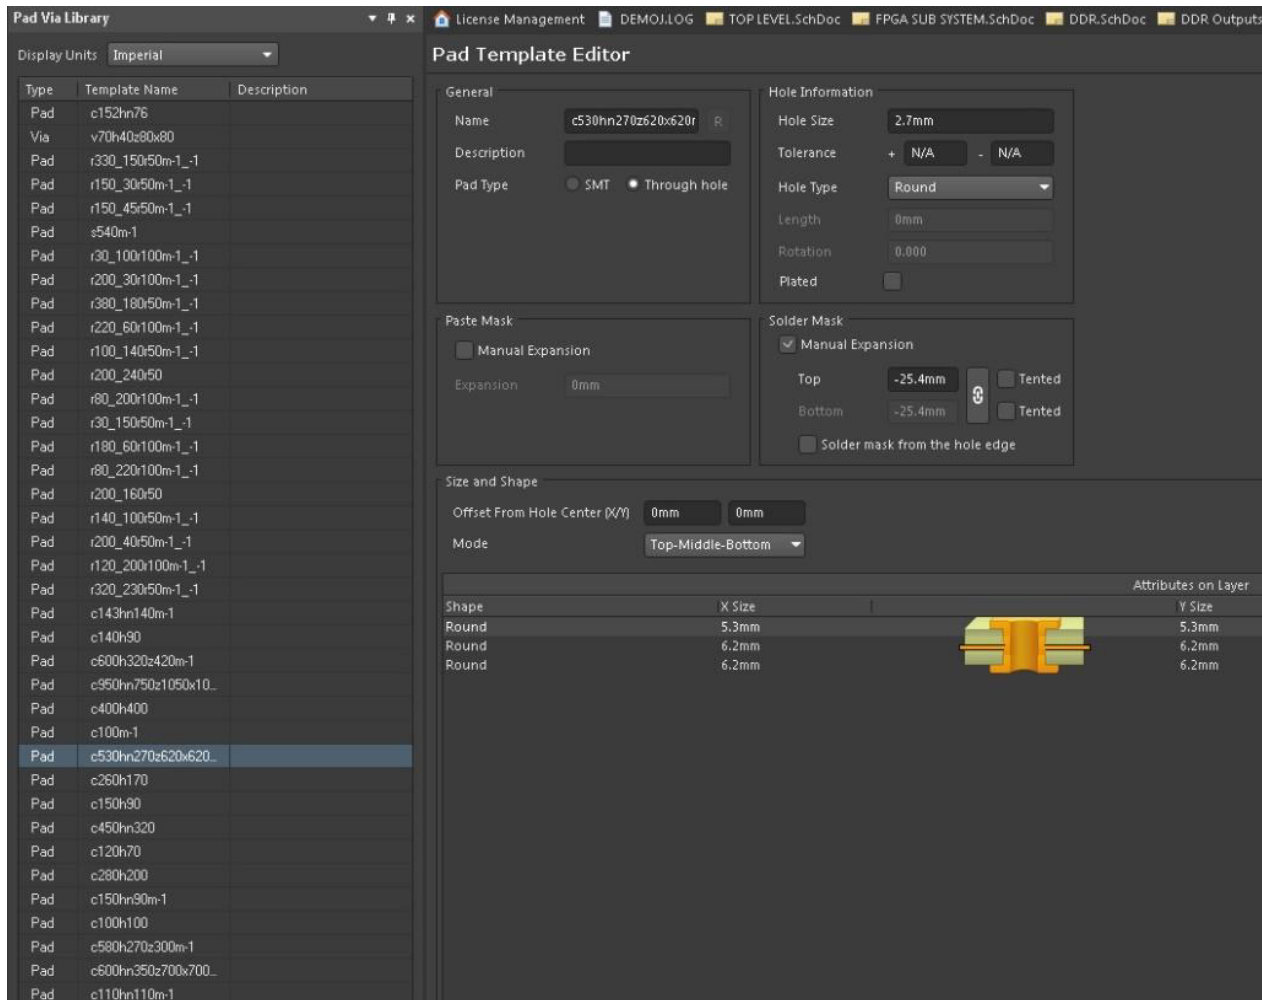 Pad Via Library
Display Units Imperial
Type Template Name Description
Pad c152hn76
Via v70h40z80x80
Pad r330_150r50m-1_-1
Pad r150_30r50m-1_-1
Pad r150_45r50m-1_-1
Pad s540m-1
Pad r30_100r100m-1_-1
Pad r200_30r100m-1_-1
Pad r380_180r50m-1_-1
Pad r220_60r100m-1_-1
Pad r100_140r50m-1_-1
Pad r200_240r50
Pad r80_200r100m-1_-1
Pad r30_150r50m-1_-1
Pad r180_60r100m-1_-1
Pad r80_220r100m-1_-1
Pad r200_160r50
Pad r140_100r50m-1_-1
Pad r200_40r50m-1_-1
Pad r120_200r100m-1_-1
Pad r320_230r50m-1_-1
Pad c143hn140m-1
Pad c140h90
Pad c600h320z420m-1
Pad c950hn750z1050x10...
Pad c400h400
Pad c100m-1
Pad c530hn270z620x620...
Pad c260h170
Pad c150h90
Pad c450hn320
Pad c120h70
Pad c280h200
Pad c150hn90m-1
Pad c100h100
Pad c580h270z300m-1
Pad c600hn350z700x700...
Pad c110hn110m-1
License Management DEMOJ.LOG TOP LEVEL.SchDoc FPGA SUB SYSTEM.SchDoc DDR.SchDoc DDR Outputs
Pad Template Editor
General
Name c530hn270z620x620r R
Description
Pad Type SMT Through hole
Hole Information
Hole Size 2.7mm
Tolerance + N/A - N/A
Hole Type Round
Length 0mm
Rotation 0.000
Plated
Paste Mask
Manual Expansion
Expansion 0mm
Solder Mask
Manual Expansion
Top -25.4mm Tented
Bottom -25.4mm Tented
Solder mask from the hole edge
Size and Shape
Offset From Hole Center (X/Y) 0mm 0mm
Mode Top-Middle-Bottom
Attributes on Layer
Shape X Size Y Size
Round 5.3mm 5.3mm
Round 6.2mm 6.2mm
Round 6.2mm 6.2mm